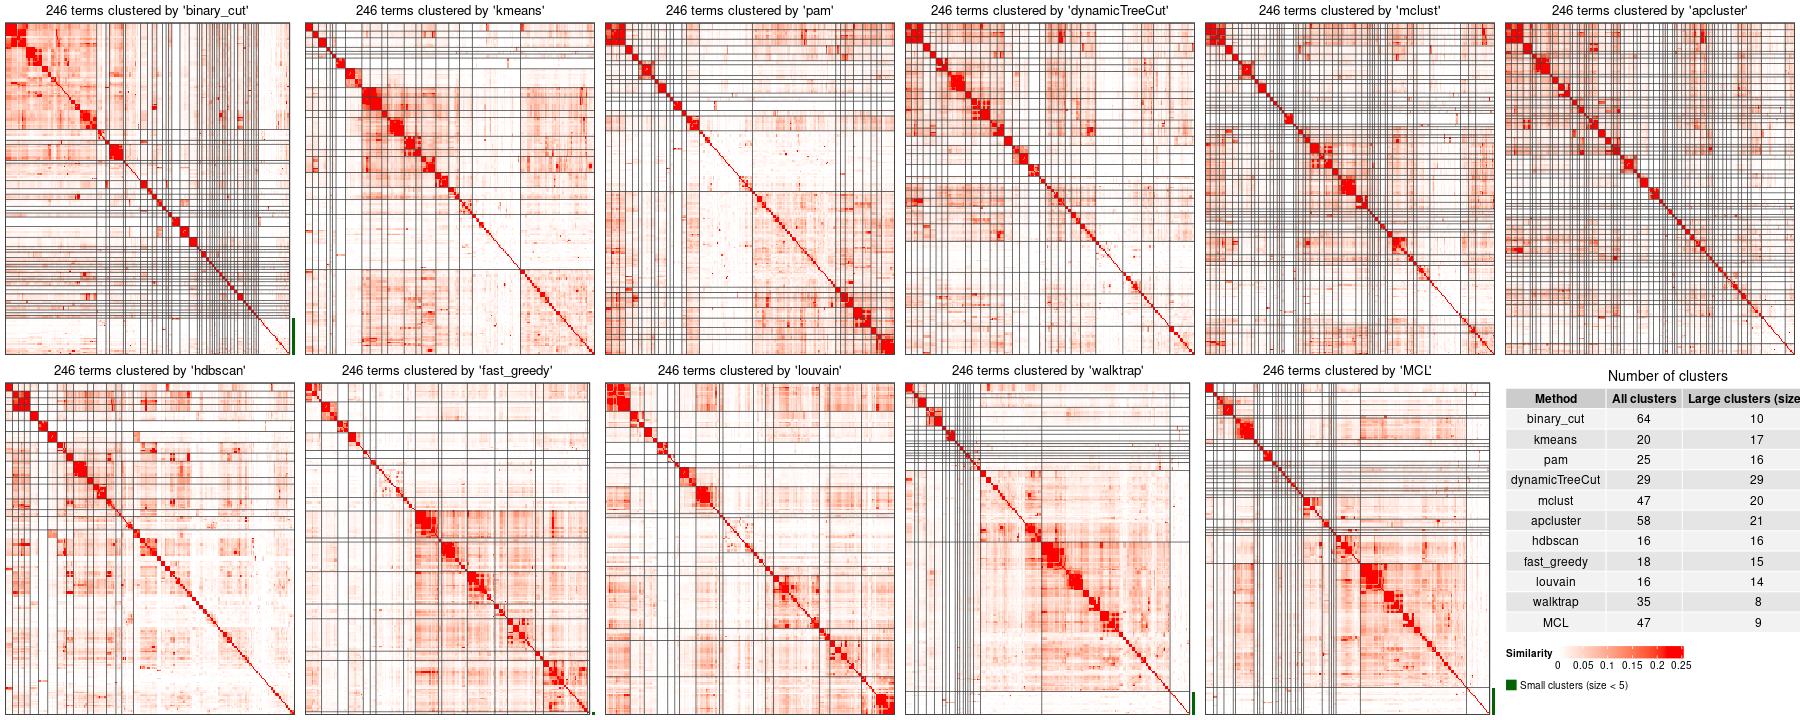 246 terms clustered by 'binary_cut'
246 terms clustered by 'kmeans'
246 terms clustered by 'pam'
246 terms clustered by 'dynamicTreeCut'
246 terms clustered by 'mclust'
246 terms clustered by 'apcluster'
246 terms clustered by 'hdbscan'
246 terms clustered by 'fast_greedy'
246 terms clustered by 'louvain'
246 terms clustered by 'walktrap'
246 terms clustered by 'MCL'
Number of clusters
Method All clusters Large clusters (size
binary_cut 64 10
kmeans 20 17
pam 25 16
dynamicTreeCut 29 29
mclust 47 20
apcluster 58 21
hdbscan 16 16
fast_greedy 18 15
louvain 16 14
walktrap 35 8
MCL 47 9
Similarity
0 0.05 0.1 0.15 0.2 0.25
Small clusters (size < 5)